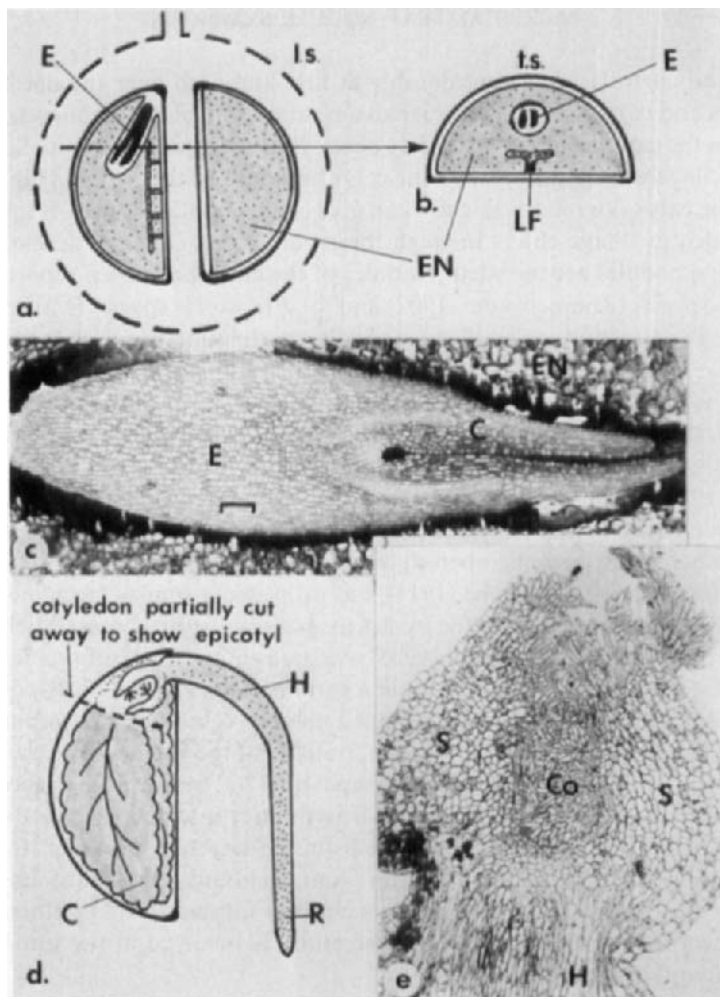 L
E
l.s.
t.s.
E
b.
LF
EN
a.
EN
C
E
c
cotyledon partially cut
away to show epicotyl
H
S
Co
S
C
R
d.
e
H